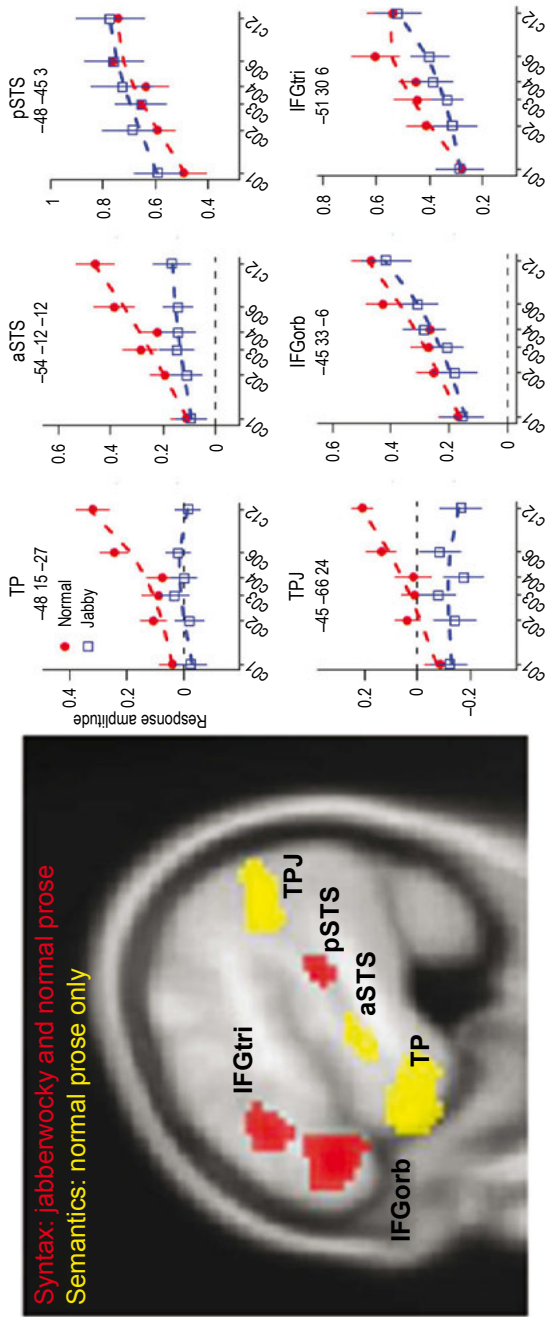 Syntax: jabberwocky and normal prose
Semantics: normal prose only
IFGtri
TPJ
pSTS
aSTS
TP
IFGorb
TP
−48 15 −27
Normal
Jabby
Response amplitude
0.4
0.2
0
c01
c02
c03
c04
c06
c12
aSTS
−54 −12 −12
0.6
0.4
0.2
0
c01
c02
c03
c04
c06
c12
pSTS
−48 −45 3
1
0.8
0.6
0.4
c01
c02
c03
c04
c06
c12
TPJ
−45 −66 24
0.2
0
−0.2
c01
c02
c03
c04
c06
c12
IFGorb
−45 33 −6
0.6
0.4
0.2
0
c01
c02
c03
c04
c06
c12
IFGtri
−51 30 6
0.8
0.6
0.4
0.2
c01
c02
c03
c04
c06
c12